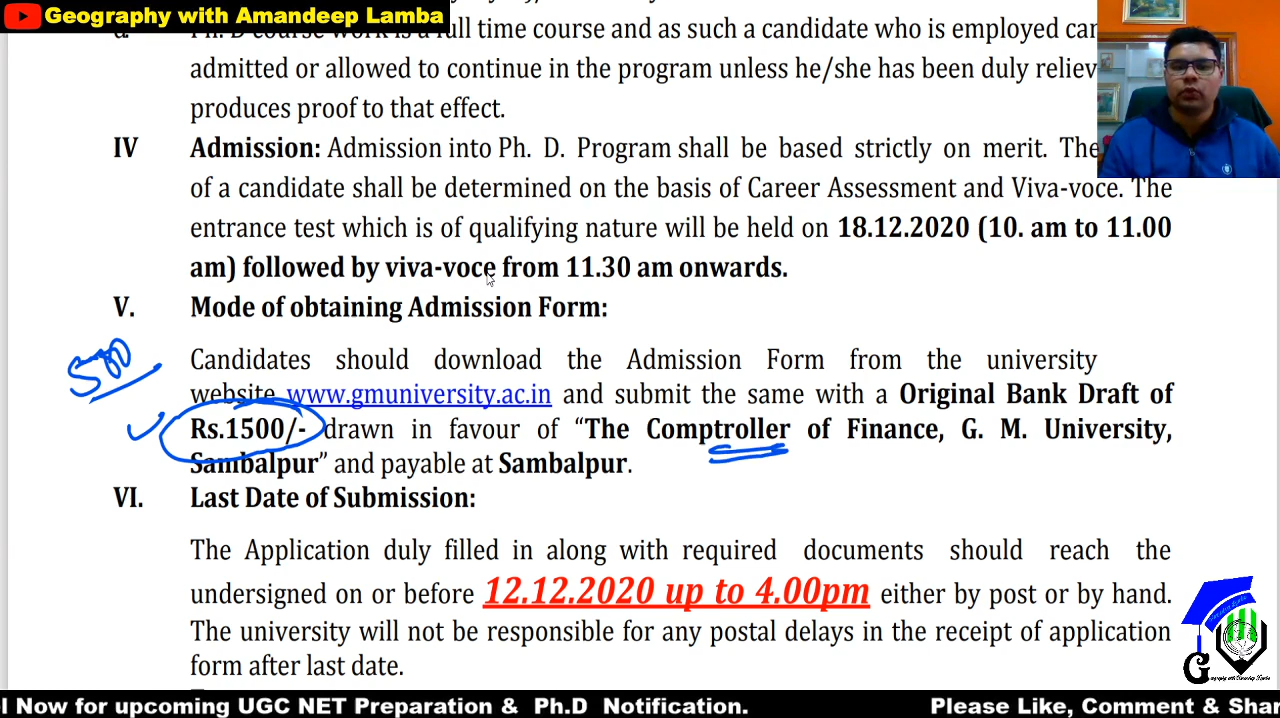 Geography with Amandeep Lamba
Ph. D course work is a full time course and as such a candidate who is employed
admitted or allowed to continue in the program unless he/she has been duly
produces proof to that effect.
IV Admission: Admission into Ph. D. Program shall be based strictly on merit. The
of a candidate shall be determined on the basis of Career Assessment and Viva-voce. The
entrance test which is of qualifying nature will be held on 18.12.2020 (10. am to 11.00
am) followed by viva-voce from 11.30 am onwards.
V. Mode of obtaining Admission Form:
500
Candidates should download the Admission Form from the university
website www.gmuniversity.ac.in and submit the same with a Original Bank Draft of
Rs.1500/- drawn in favour of “The Comptroller of Finance, G. M. University,
Sambalpur” and payable at Sambalpur.
VI. Last Date of Submission:
The Application duly filled in along with required documents should reach the
undersigned on or before 12.12.2020 up to 4.00pm either by post or by hand.
The university will not be responsible for any postal delays in the receipt of application
form after last date.
Now for upcoming UGC NET Preparation & Ph.D Notification. Please Like, Comment &